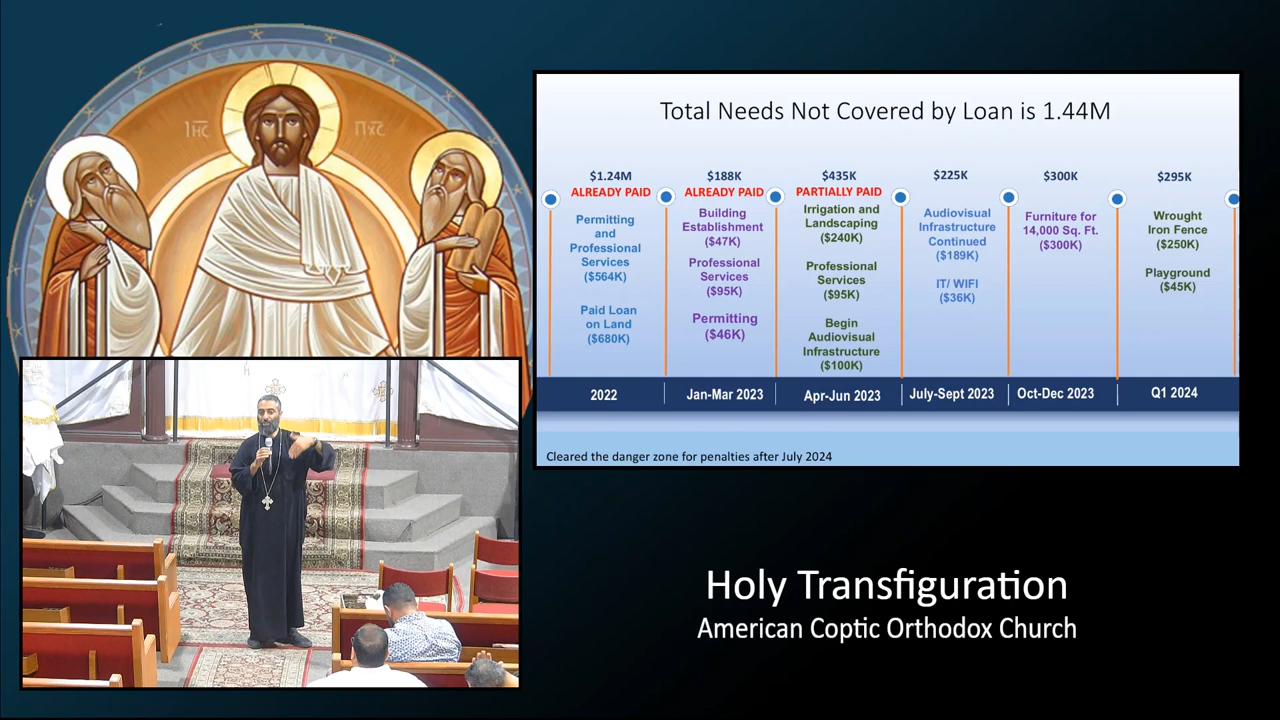 ІНС ПХС
Total Needs Not Covered by Loan is 1.44M
$1.24M
ALREADY PAID
Permitting
and
Professional
Services
($564K)
Paid Loan
on Land
($680K)
2022
$188K
ALREADY PAID
Building
Establishment
($47K)
Professional
Services
($95K)
Permitting
($46K)
Jan-Mar 2023
$435K
PARTIALLY PAID
Irrigation and
Landscaping
($240K)
Professional
Services
($95K)
Begin
Audiovisual
Infrastructure
($100K)
Apr-Jun 2023
$225K
Audiovisual
Infrastructure
Continued
($189K)
IT/ WIFI
($36K)
July-Sept 2023
$300K
Furniture for
14,000 Sq. Ft.
($300K)
Oct-Dec 2023
$295K
Wrought
Iron Fence
($250K)
Playground
($45K)
Q1 2024
Cleared the danger zone for penalties after July 2024
Holy Transfiguration
American Coptic Orthodox Church